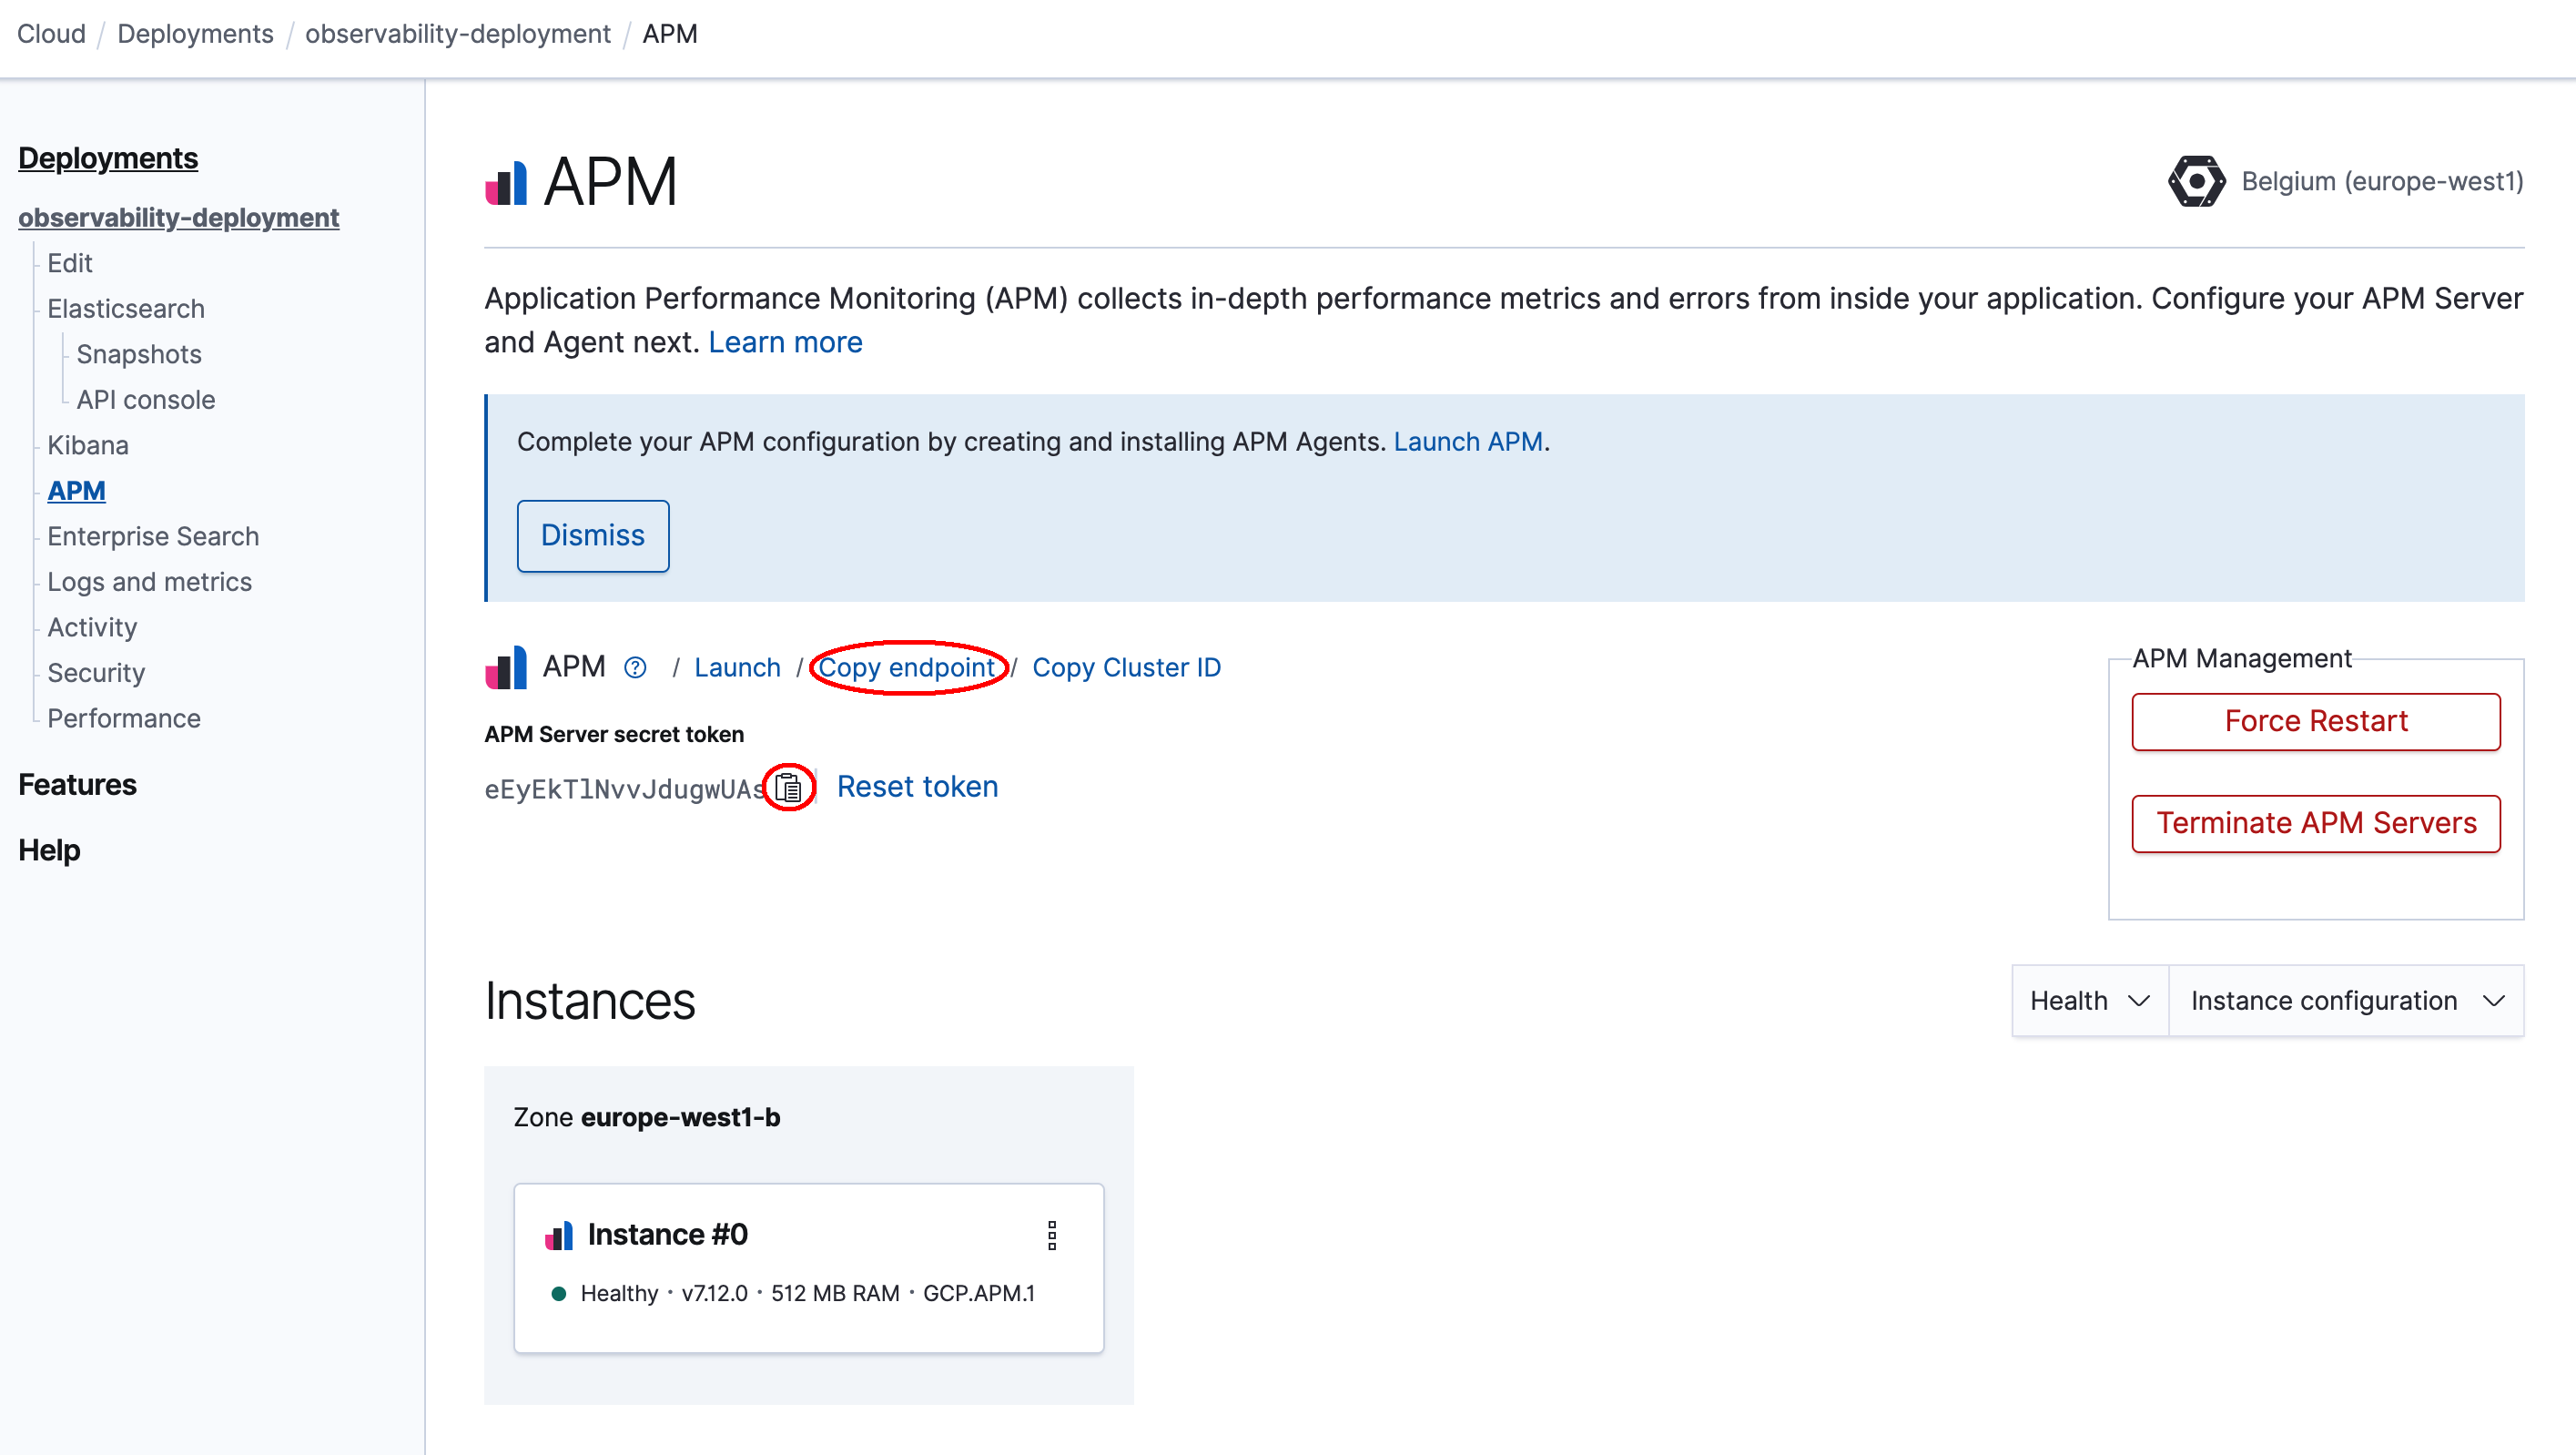 Cloud / Deployments / observability-deployment / APM
Deployments
observability-deployment
Edit
Elasticsearch
Snapshots
API console
Kibana
APM
Enterprise Search
Logs and metrics
Activity
Security
Performance
Features
Help
APM
Belgium (europe-west1)
Application Performance Monitoring (APM) collects in-depth performance metrics and errors from inside your application. Configure your APM Server
and Agent next. Learn more
Complete your APM configuration by creating and installing APM Agents. Launch APM.
Dismiss
APM ? / Launch / Copy endpoint / Copy Cluster ID
APM Server secret token
eEyEkTlNvvJdugwUAs Reset token
APM Management
Force Restart
Terminate APM Servers
Instances
Health
Instance configuration
Zone europe-west1-b
Instance #0
Healthy · v7.12.0 · 512 MB RAM · GCP.APM.1